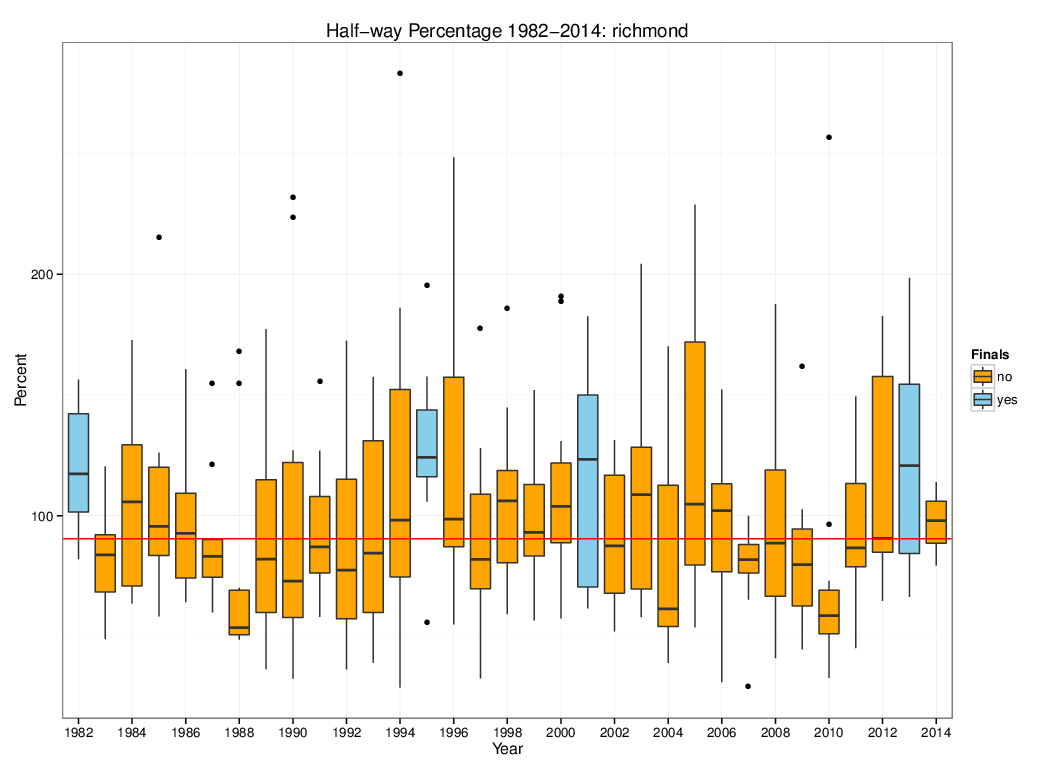 Half−way Percentage 1982−2014: richmond
Percent
200
100
1982 1984 1986 1988 1990 1992 1994 1996 1998 2000 2002 2004 2006 2008 2010 2012 2014
Year
Finals
no
yes